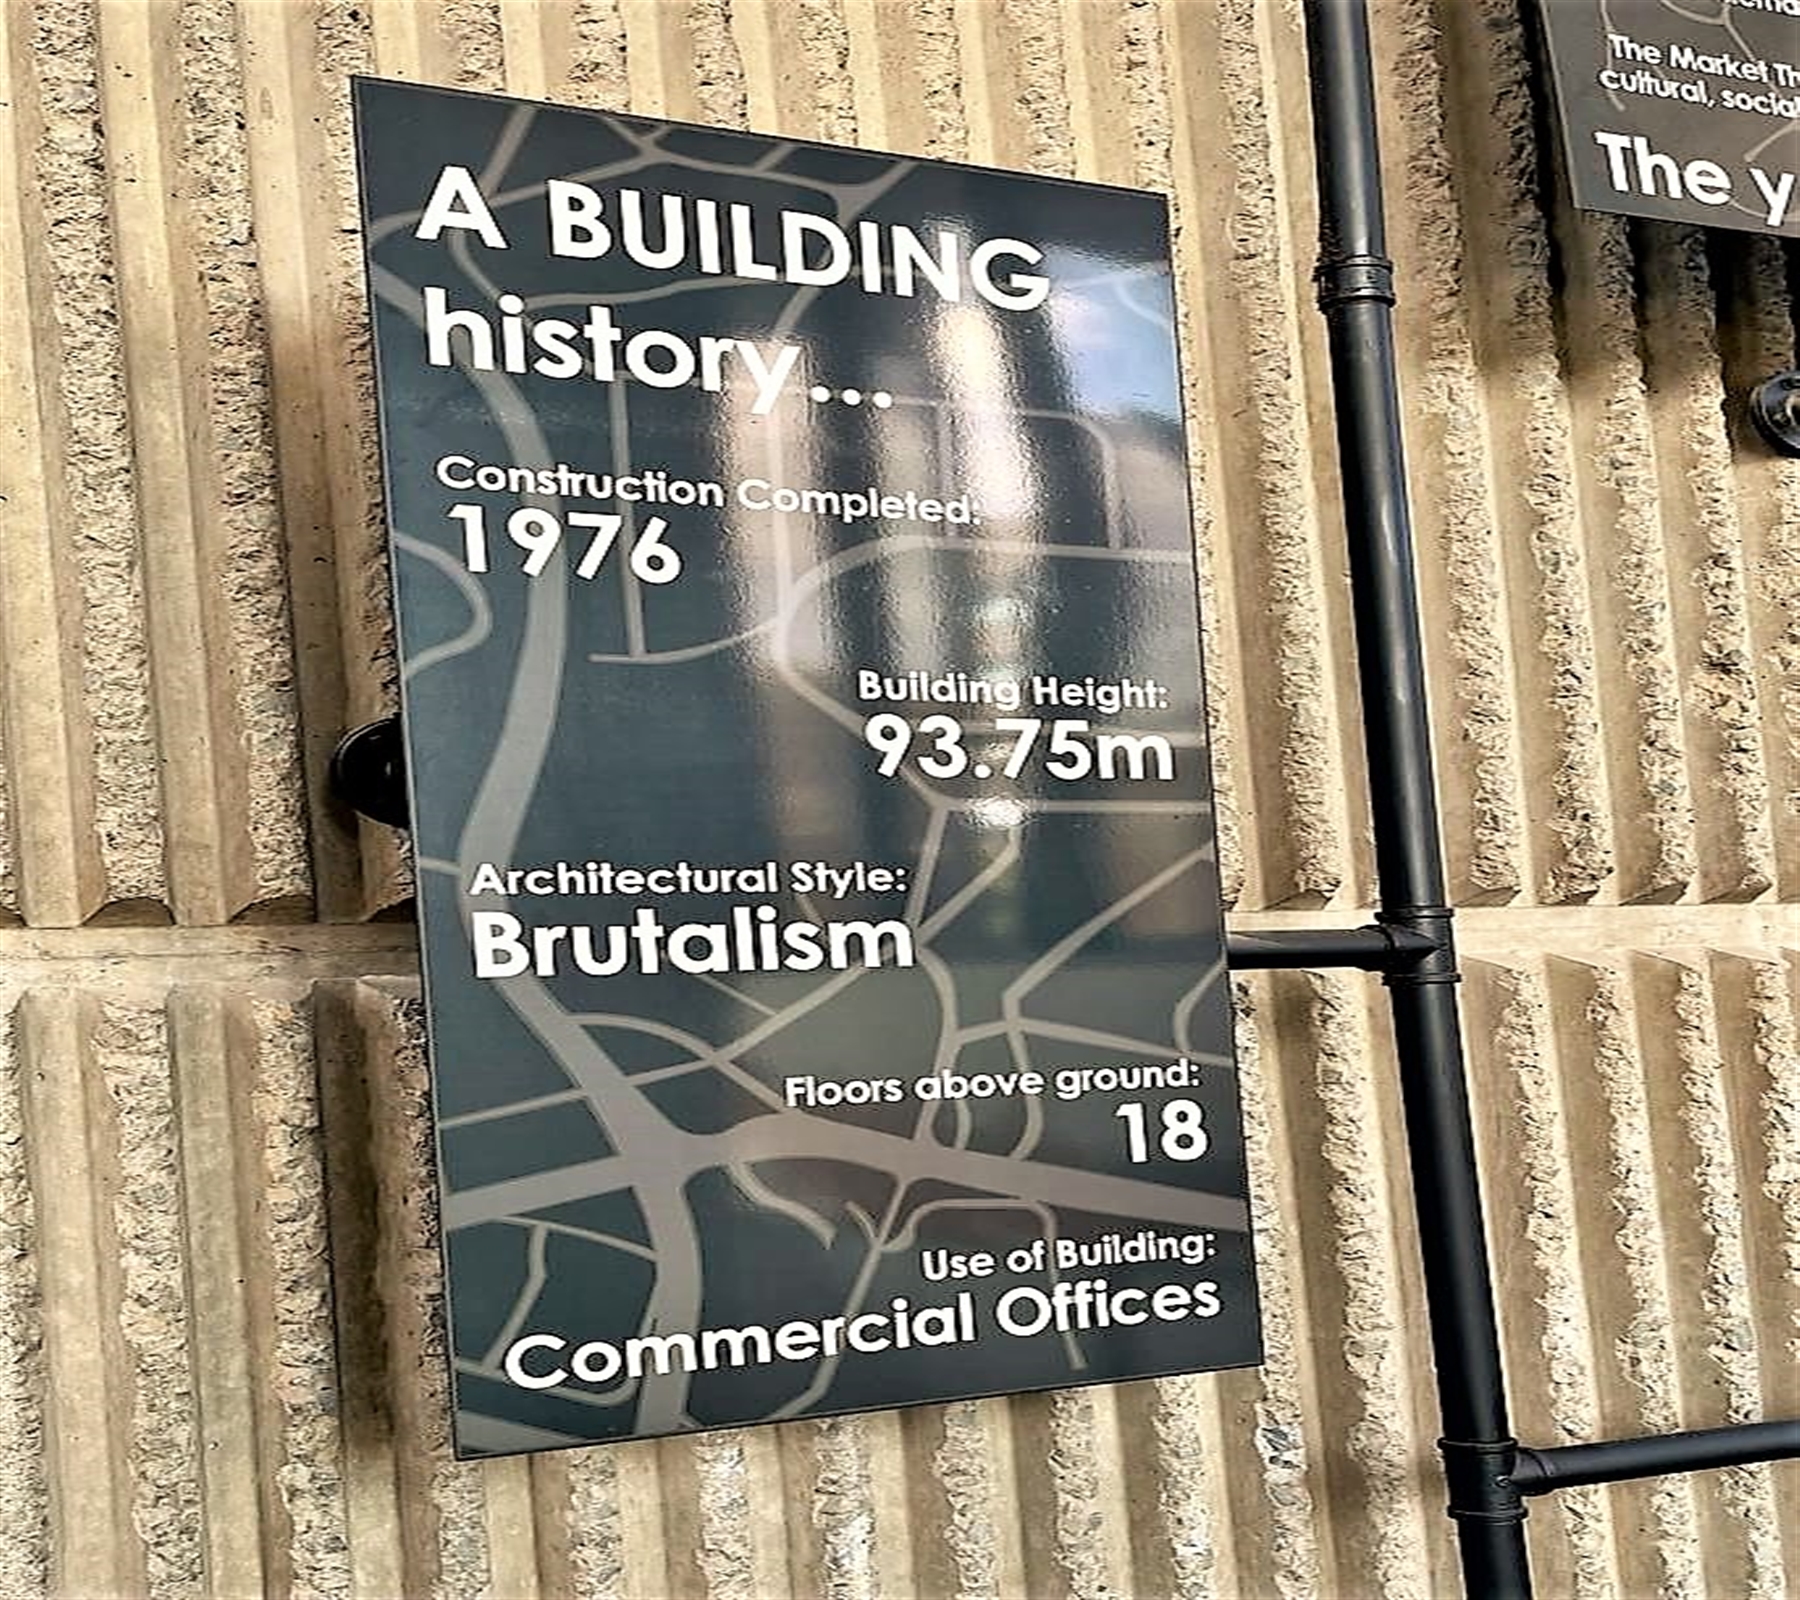 A BUILDING
history...
Construction Completed:
1976
Building Height:
93.75m
Architectural Style:
Brutalism
Floors above ground:
18
Use of Building:
Commercial Offices
The Market
cultural,
The